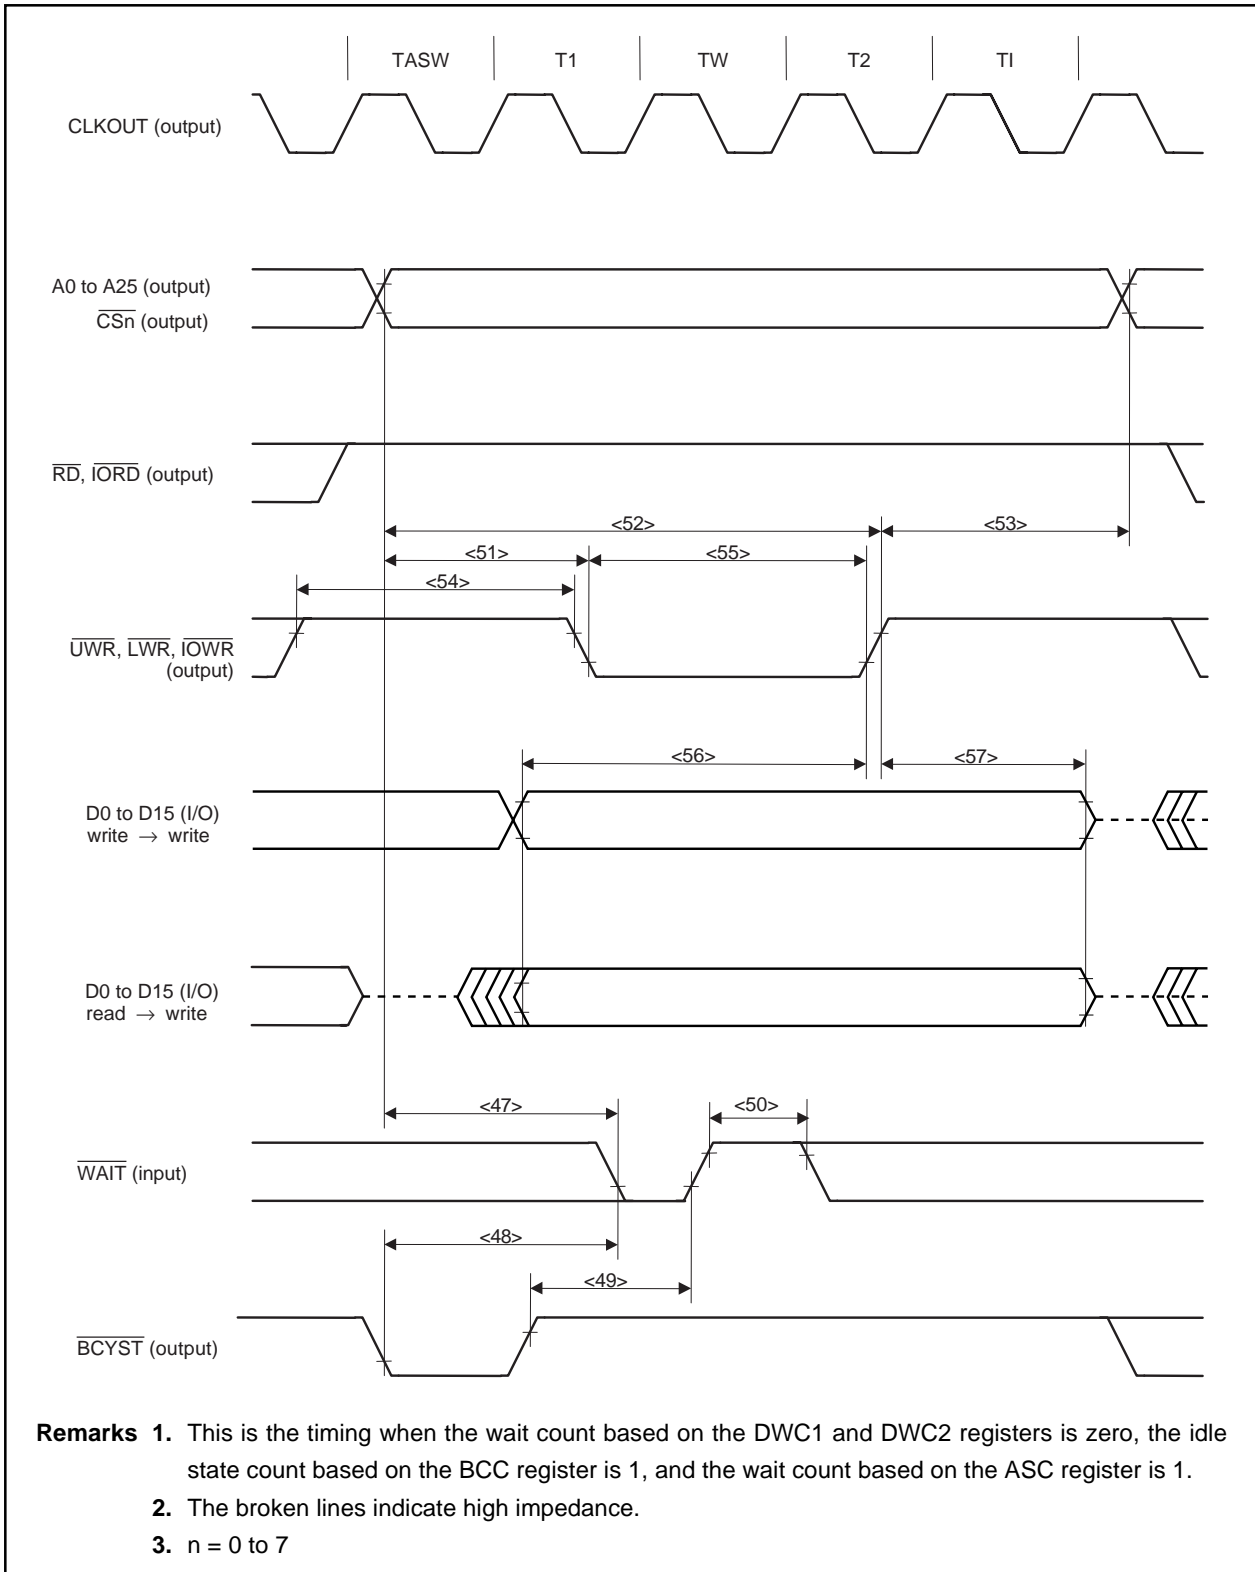 TASW T1 TW T2 TI
CLKOUT (output)
A0 to A25 (output)
CSn (output)
RD, IORD (output)
<52> <53>
<51> <55>
<54>
UWR, LWR, IOWR
(output)
<56> <57>
D0 to D15 (I/O)
write → write
D0 to D15 (I/O)
read → write
<47> <50>
WAIT (input)
<48>
<49>
BCYST (output)
Remarks 1. This is the timing when the wait count based on the DWC1 and DWC2 registers is zero, the idle
state count based on the BCC register is 1, and the wait count based on the ASC register is 1.
2. The broken lines indicate high impedance.
3. n = 0 to 7